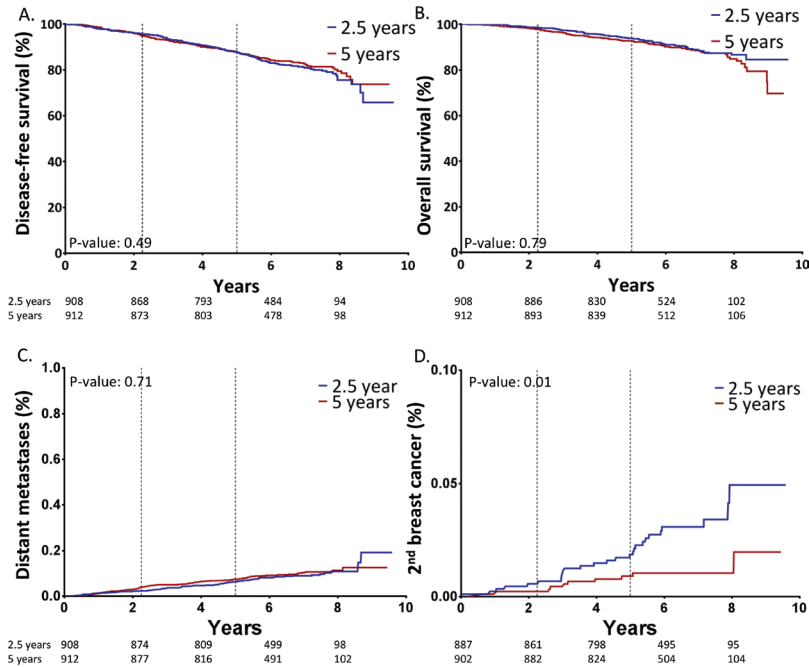 A.
2.5 years
5 years
Disease-free survival (%)
100
80
60
40
20
0
P-value: 0.49
0 2 4 6 8 10
Years
2.5 years 908 868 793 484 94
5 years 912 873 803 478 98
B.
2.5 years
5 years
Overall survival (%)
100
80
60
40
20
0
P-value: 0.79
0 2 4 6 8 10
Years
908 886 830 524 102
912 893 839 512 106
C.
P-value: 0.71
2.5 year
5 years
Distant metastases (%)
1.0
0.8
0.6
0.4
0.2
0.0
0 2 4 6 8 10
Years
2.5 years 908 874 809 499 98
5 years 912 877 816 491 102
D.
P-value: 0.01
2.5 years
5 years
2nd breast cancer (%)
0.10
0.05
0.00
0 2 4 6 8 10
Years
887 861 798 495 95
902 882 824 504 104